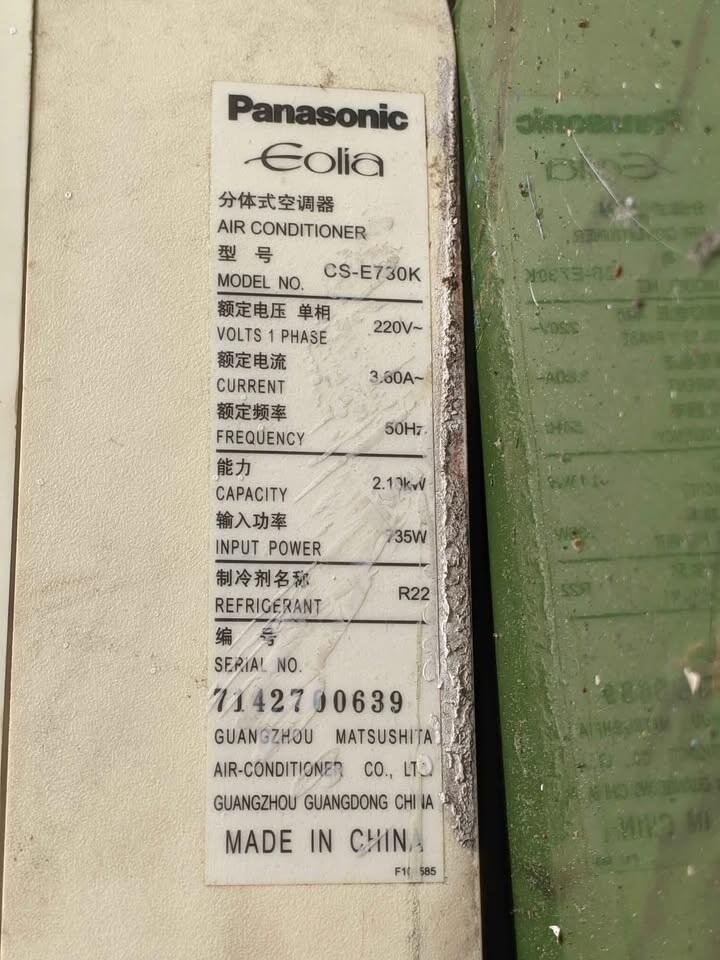 Panasonic
Eolia
分体式空调器
AIR CONDITIONER
型 号
MODEL NO. CS-E730K
额定电压 单相
VOLTS 1 PHASE 220V~
额定电流
CURRENT 3.60A~
额定频率
FREQUENCY 50Hz
能力
CAPACITY
输入功率
INPUT POWER 735W
制冷剂名称
REFRIGERANT R22
编 号
SERIAL NO.
7142700639
GUANGZHOU MATSUSHITA
AIR-CONDITIONER CO., LTD.
GUANGZHOU GUANGDONG CHINA
MADE IN CHINA